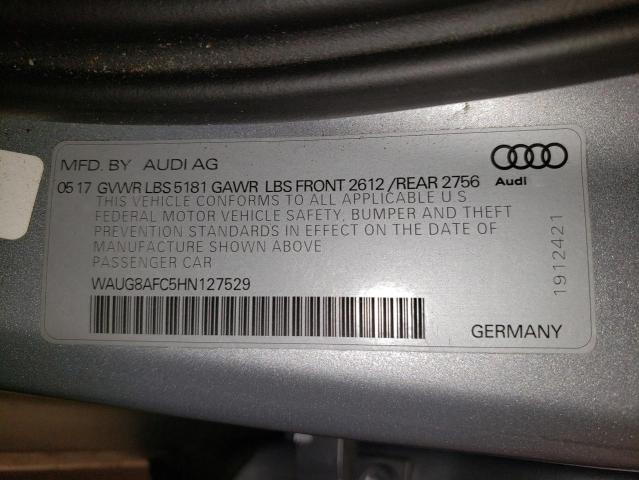 MFD. BY AUDI AG
05 17 GVWR LBS 5181 GAWR LBS FRONT 2612 /REAR 2756
Audi
THIS VEHICLE CONFORMS TO ALL APPLICABLE U S
FEDERAL MOTOR VEHICLE SAFETY, BUMPER AND THEFT
PREVENTION STANDARDS IN EFFECT ON THE DATE OF
MANUFACTURE SHOWN ABOVE
PASSENGER CAR
WAUG8AFC5HN127529
GERMANY
1912421